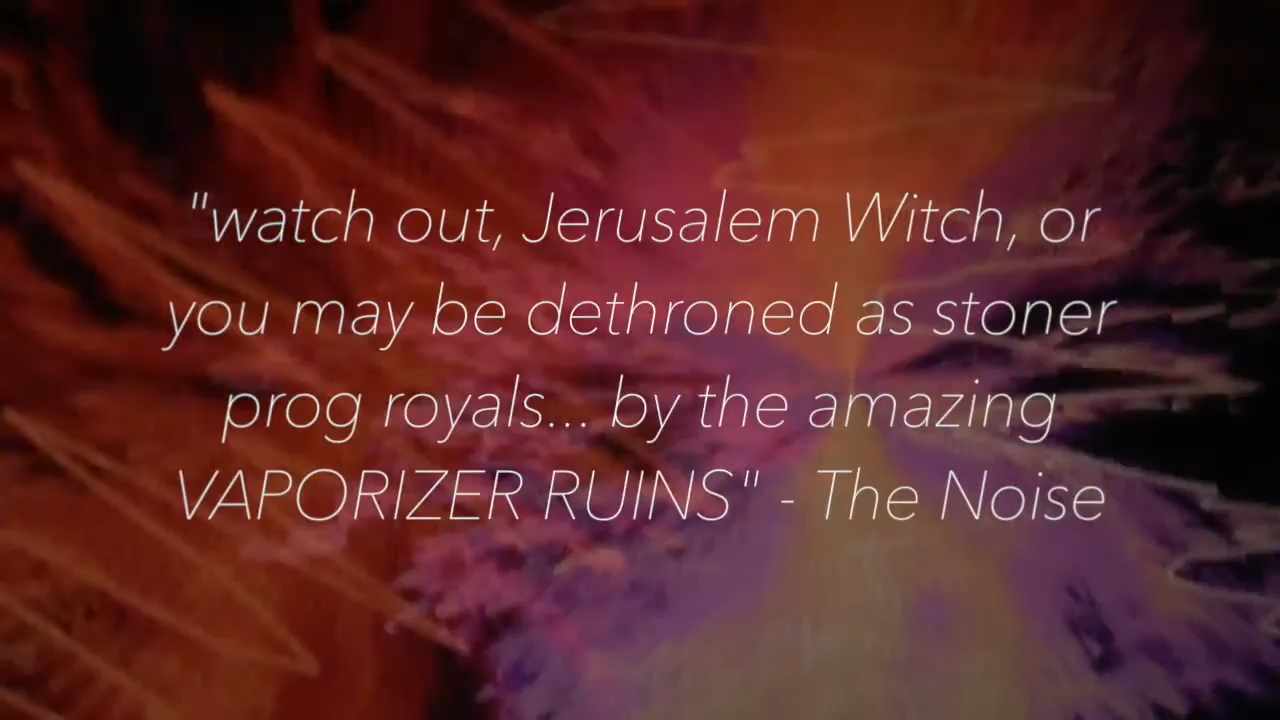 "watch out, Jerusalem Witch, or
you may be dethroned as stoner
prog royals... by the amazing
VAPORIZER RUINS" - The Noise